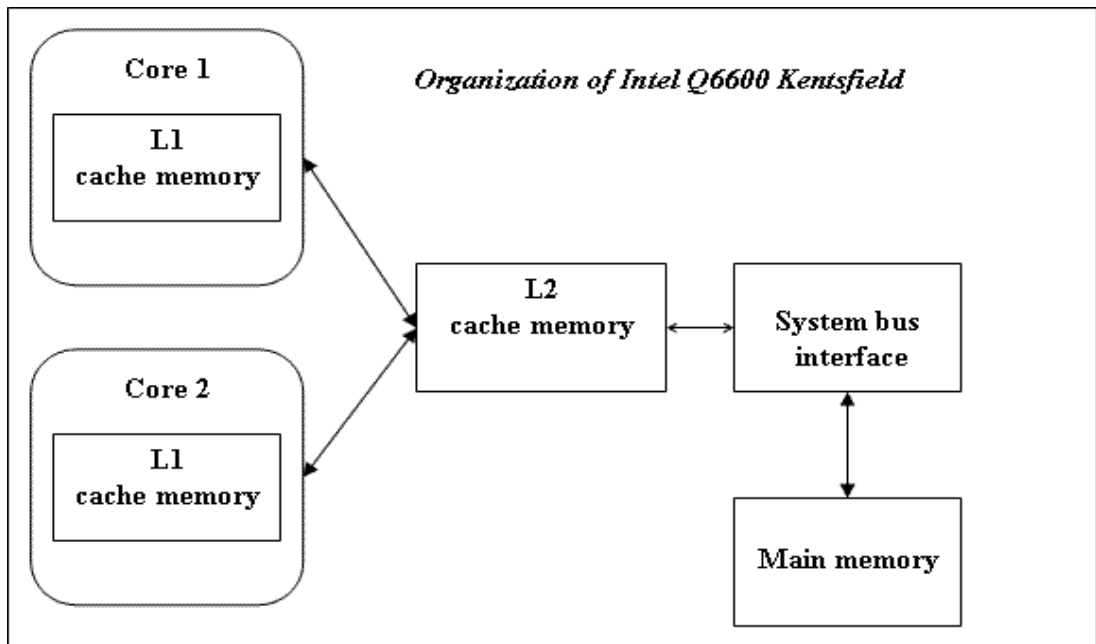 Core 1
L1
cache memory
Organization of Intel Q6600 Kentsfield
Core 2
L1
cache memory
L2
cache memory
System bus
interface
Main memory